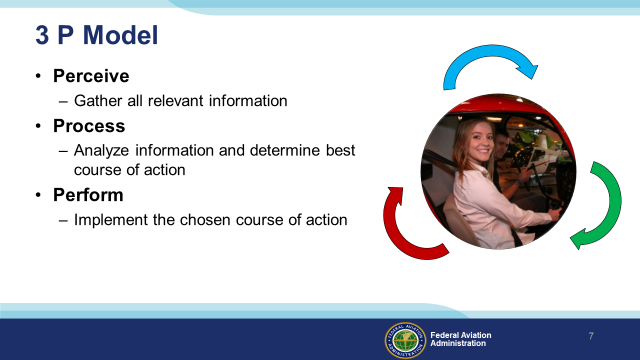 3 P Model
• Perceive
– Gather all relevant information
• Process
– Analyze information and determine best
course of action
• Perform
– Implement the chosen course of action
Federal Aviation
Administration
7